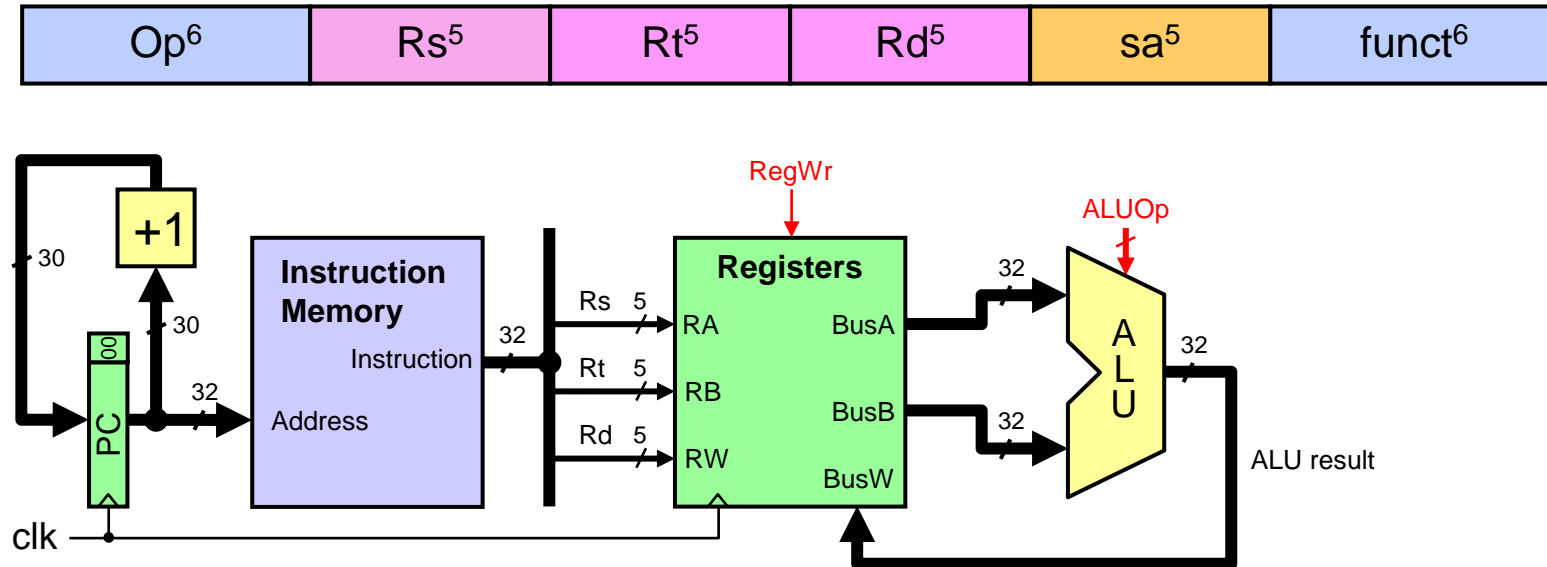 Op⁶ Rs⁵ Rt⁵ Rd⁵ sa⁵ funct⁶
RegWr
ALUOp
+1
30
30
32
00
PC
Instruction
Memory
Instruction
Address
32
Rs 5
Rt 5
Rd 5
Registers
RA
RB
RW
BusA
BusB
BusW
32
32
ALU
32
ALU result
clk